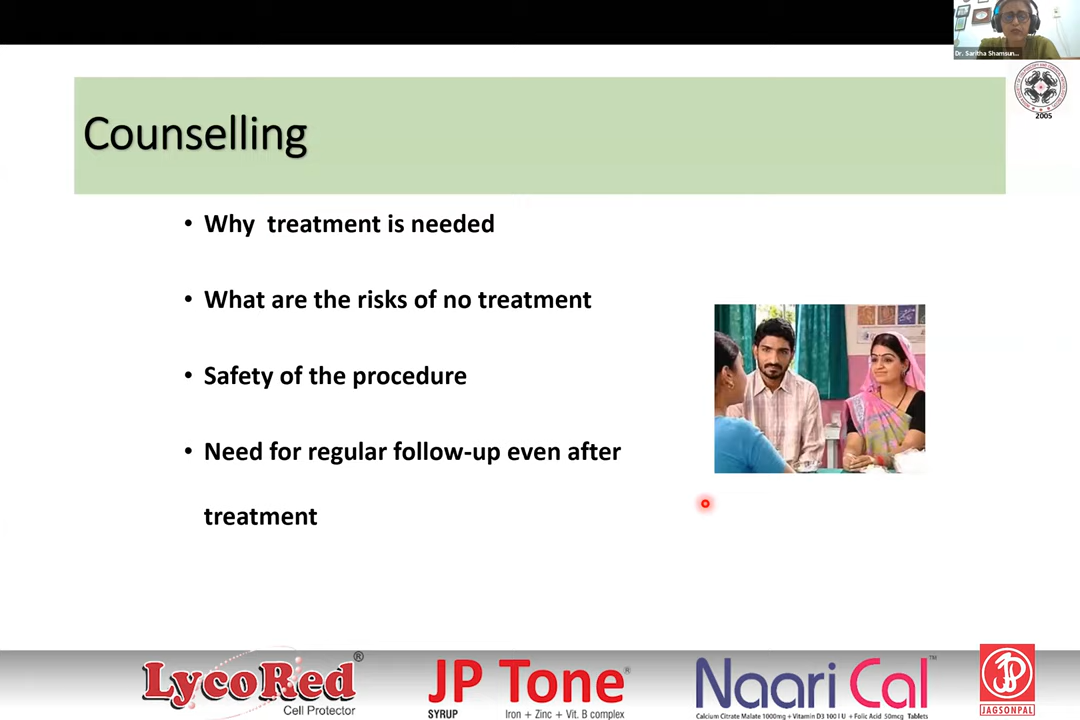 Dr. Saritha Shamsun...
2005
Counselling
• Why treatment is needed
• What are the risks of no treatment
• Safety of the procedure
• Need for regular follow-up even after
treatment
LycoRed®
Cell Protector
JP Tone®
SYRUP Iron + Zinc + Vit. B complex
Naari Cal™
Calcium Citrate Malate 1000mg + Vitamin D3 100 I U + Folic Acid 50mcg Tablets
JAGSONPAL